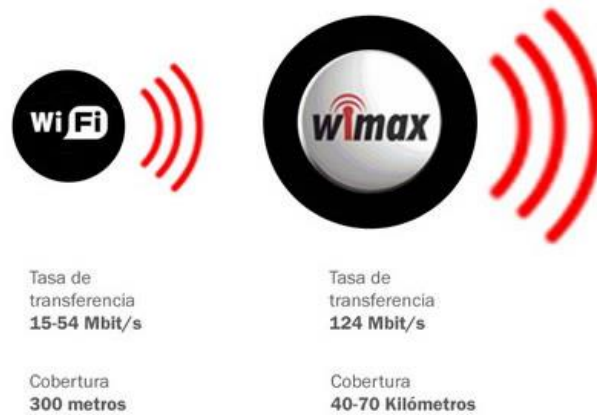 WiFi
wimax
Tasa de
transferencia
15-54 Mbit/s
Cobertura
300 metros
Tasa de
transferencia
124 Mbit/s
Cobertura
40-70 Kilómetros